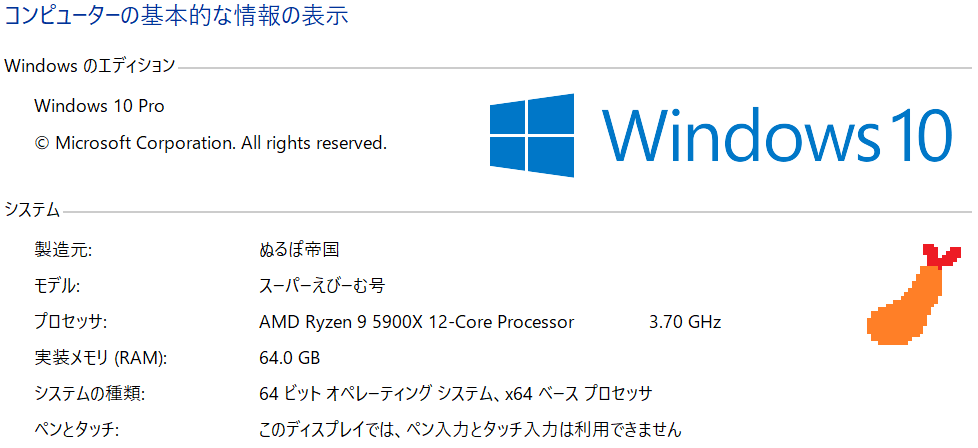 コンピューターの基本的な情報の表示
Windows のエディション
Windows 10 Pro
© Microsoft Corporation. All rights reserved.
Windows 10
システム
製造元: ぬるぽ帝国
モデル: スーパーえびーむ号
プロセッサ: AMD Ryzen 9 5900X 12-Core Processor 3.70 GHz
実装メモリ (RAM): 64.0 GB
システムの種類: 64 ビット オペレーティング システム、x64 ベース プロセッサ
ペンとタッチ: このディスプレイでは、ペン入力とタッチ入力は利用できません